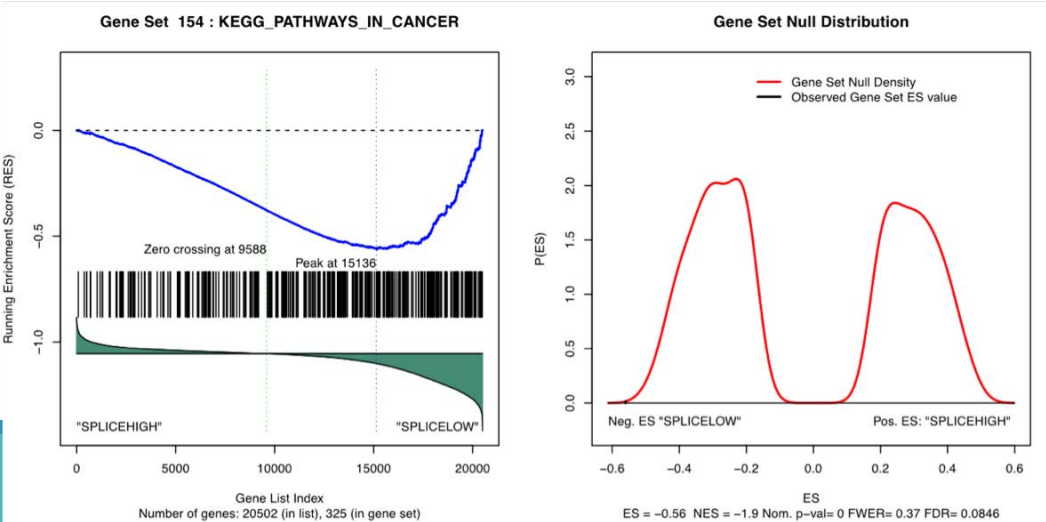 Gene Set 154 : KEGG_PATHWAYS_IN_CANCER
Running Enrichment Score (RES)
0.0
−0.5
−1.0
Zero crossing at 9588
Peak at 15136
"SPLICEHIGH"
"SPLICELOW"
0 5000 10000 15000 20000
Gene List Index
Number of genes: 20502 (in list), 325 (in gene set)
Gene Set Null Distribution
P(ES)
3.0
2.5
2.0
1.5
1.0
0.5
0.0
Gene Set Null Density
Observed Gene Set ES value
Neg. ES "SPLICELOW"
Pos. ES: "SPLICEHIGH"
−0.6 −0.4 −0.2 0.0 0.2 0.4 0.6
ES
ES = −0.56 NES = −1.9 Nom. p−val= 0 FWER= 0.37 FDR= 0.0846